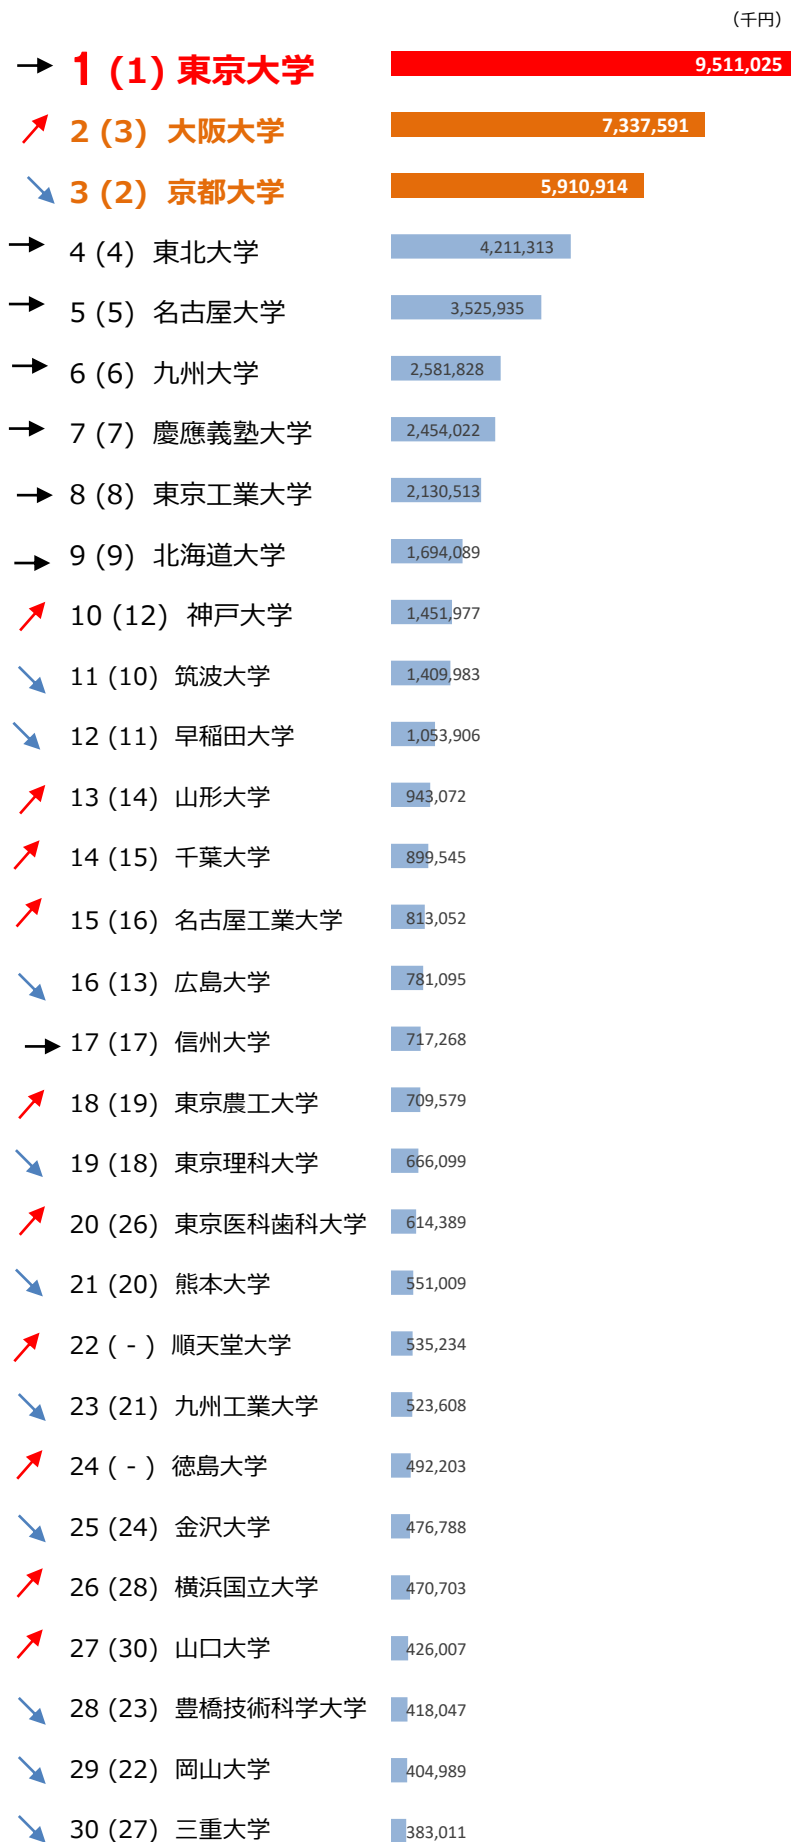 （千円）
1 (1) 東京大学 9,511,025
2 (3) 大阪大学 7,337,591
3 (2) 京都大学 5,910,914
4 (4) 東北大学 4,211,313
5 (5) 名古屋大学 3,525,935
6 (6) 九州大学 2,581,828
7 (7) 慶應義塾大学 2,454,022
8 (8) 東京工業大学 2,130,513
9 (9) 北海道大学 1,694,089
10 (12) 神戸大学 1,451,977
11 (10) 筑波大学 1,409,983
12 (11) 早稲田大学 1,053,906
13 (14) 山形大学 943,072
14 (15) 千葉大学 899,545
15 (16) 名古屋工業大学 813,052
16 (13) 広島大学 781,095
17 (17) 信州大学 717,268
18 (19) 東京農工大学 709,579
19 (18) 東京理科大学 666,099
20 (26) 東京医科歯科大学 614,389
21 (20) 熊本大学 551,009
22 ( - ) 順天堂大学 535,234
23 (21) 九州工業大学 523,608
24 ( - ) 徳島大学 492,203
25 (24) 金沢大学 476,788
26 (28) 横浜国立大学 470,703
27 (30) 山口大学 426,007
28 (23) 豊橋技術科学大学 418,047
29 (22) 岡山大学 404,989
30 (27) 三重大学 383,011